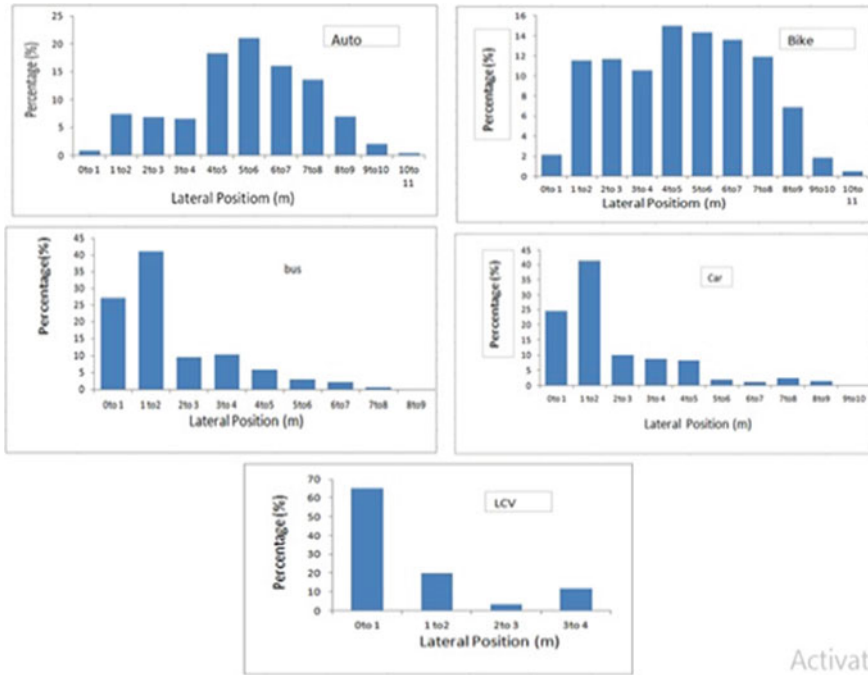 Auto
Percentage (%)
25
20
15
10
5
0
0to 1 1 to2 2to 3 3to 4 4to5 5to6 6to7 7to8 8to9 9to10 10to 11
Lateral Positiom (m)
Bike
Percentage (%)
16
14
12
10
8
6
4
2
0
0to 1 1 to2 2to 3 3to 4 4to5 5to6 6to7 7to8 8to9 9to10 10to 11
Lateral Positiom (m)
bus
Percentage(%)
45
40
35
30
25
20
15
10
5
0
0to 1 1 to2 2to 3 3to 4 4to5 5to6 6to7 7to8 8to9
Lateral Position (m)
Car
Percentage (%)
45
40
35
30
25
20
15
10
5
0
0to 1 1 to2 2to 3 3to 4 4to5 5to6 6to7 7to8 8to9 9to10
Lateral Position (m)
LCV
Percentage (%)
70
60
50
40
30
20
10
0
0to 1 1 to2 2to 3 3to 4
Lateral Position (m)
Activat